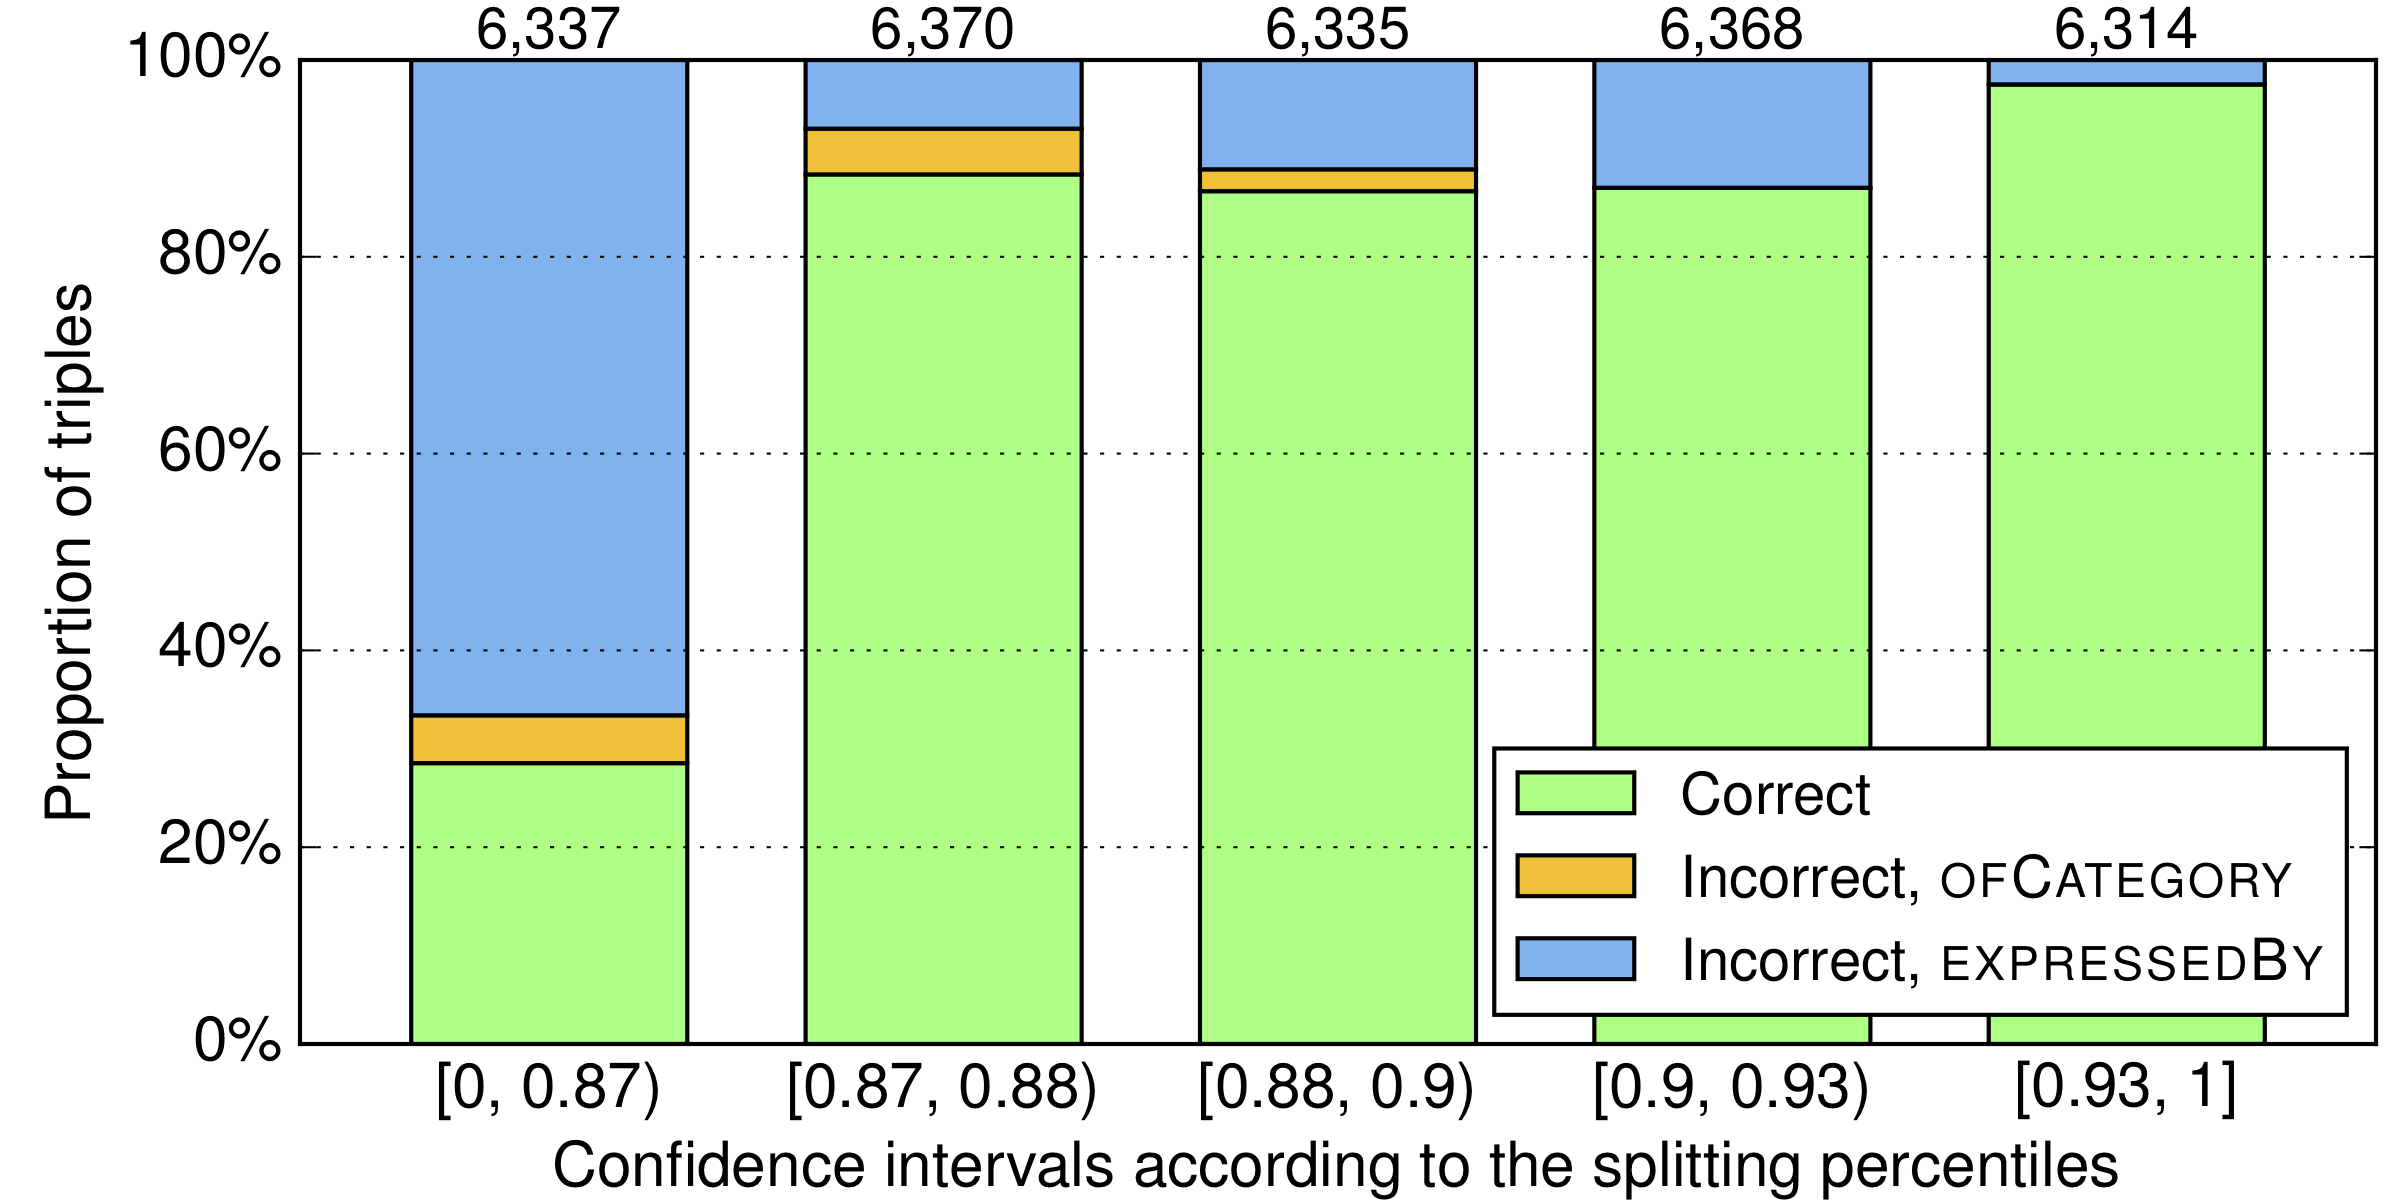 6,337 6,370 6,335 6,368 6,314
100%
80%
60%
40%
20%
0%
Proportion of triples
Correct
Incorrect, OFCATEGORY
Incorrect, EXPRESSEDBY
[0, 0.87) [0.87, 0.88) [0.88, 0.9) [0.9, 0.93) [0.93, 1]
Confidence intervals according to the splitting percentiles